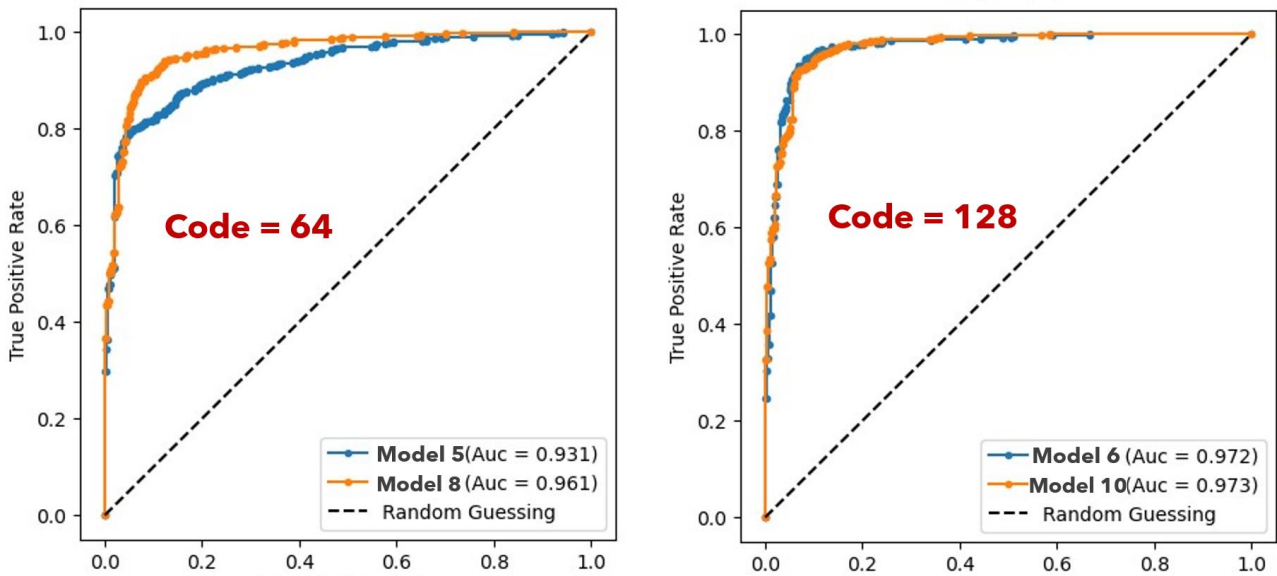 1.0
0.8
0.6
0.4
0.2
0.0
True Positive Rate
Code = 64
Model 5(Auc = 0.931)
Model 8 (Auc = 0.961)
Random Guessing
0.0 0.2 0.4 0.6 0.8 1.0
1.0
0.8
0.6
0.4
0.2
0.0
True Positive Rate
Code = 128
Model 6 (Auc = 0.972)
Model 10(Auc = 0.973)
Random Guessing
0.0 0.2 0.4 0.6 0.8 1.0